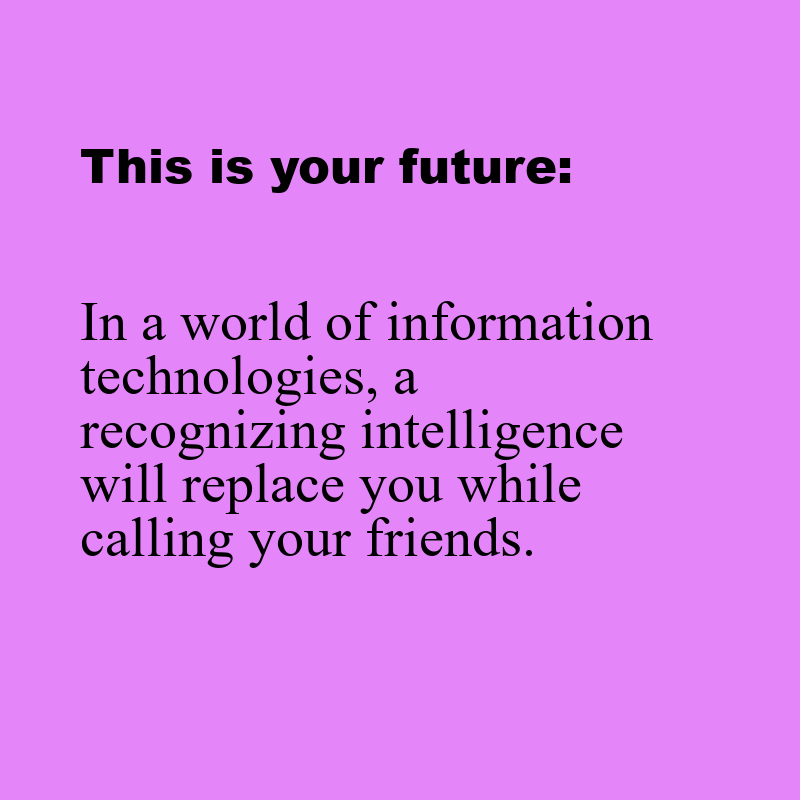 This is your future:
In a world of information
technologies, a
recognizing intelligence
will replace you while
calling your friends.